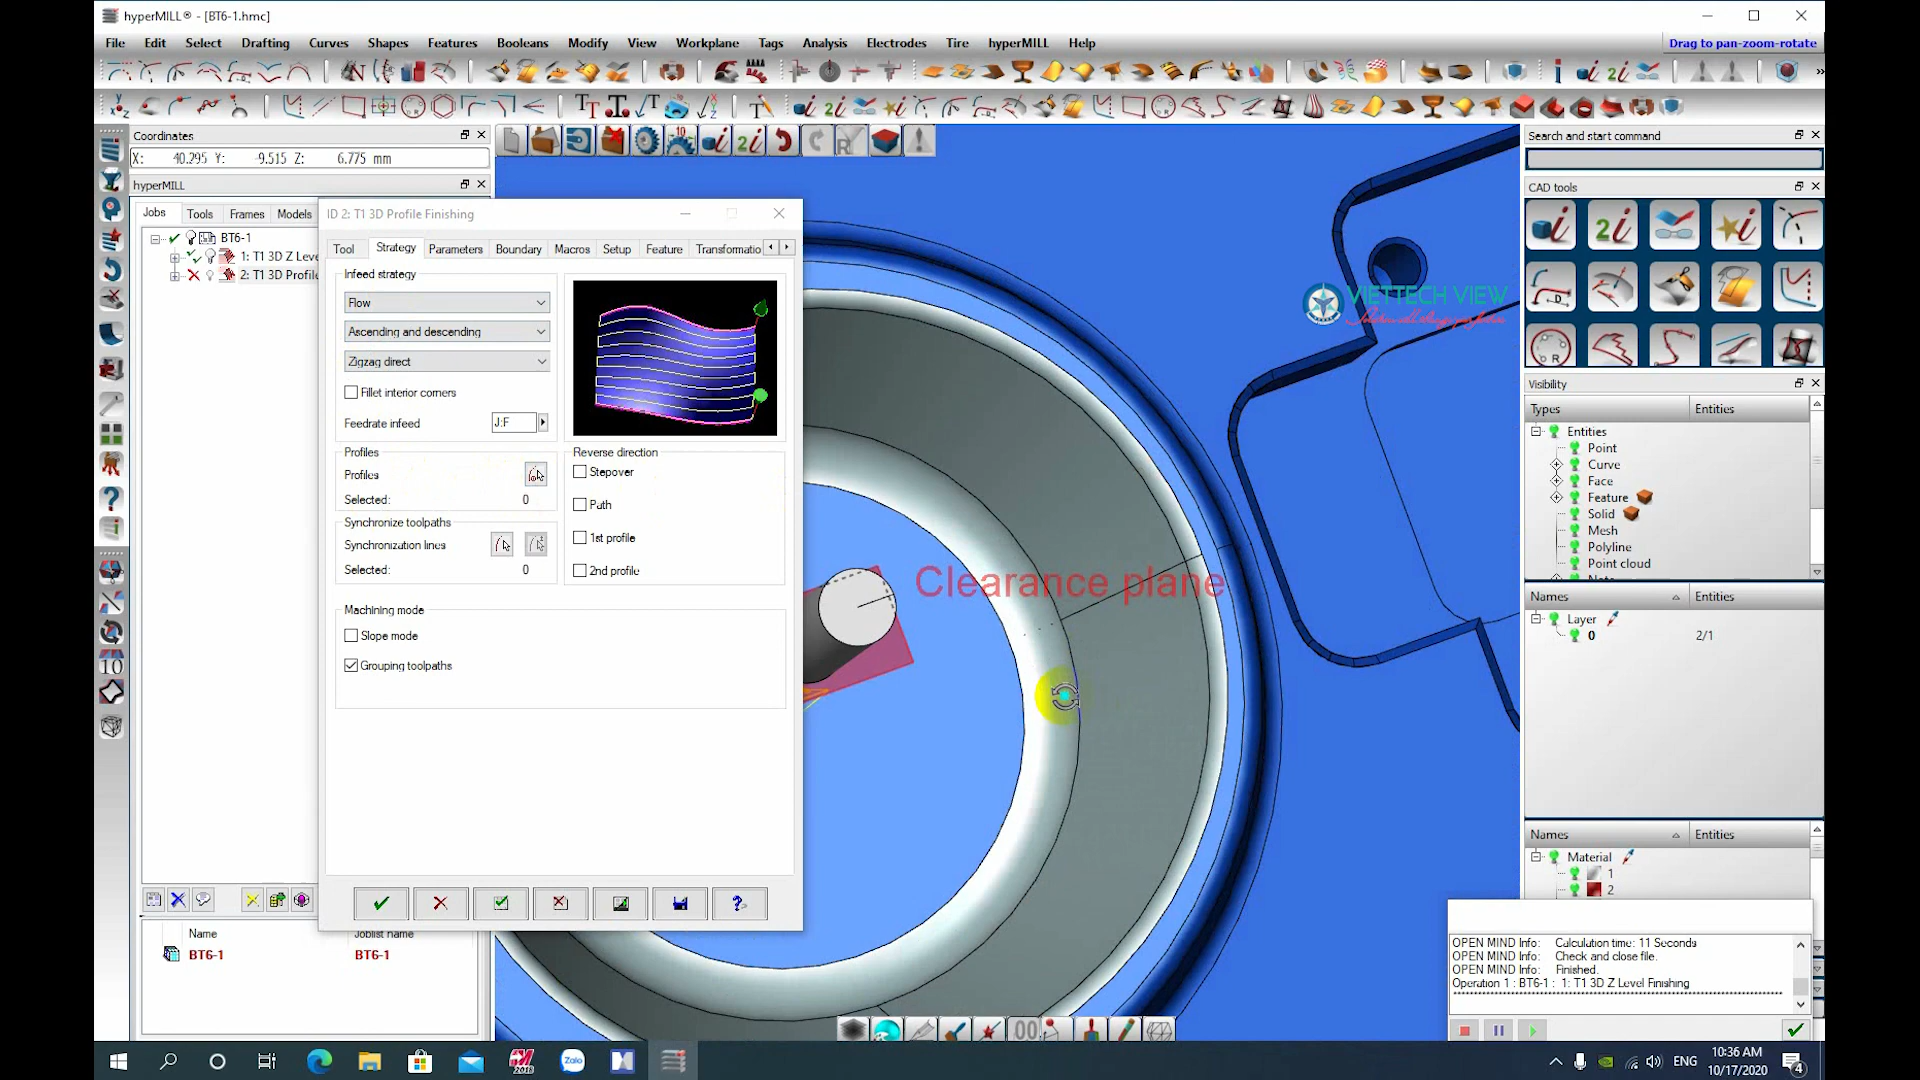 hyperMILL® - [BT6-1.hmc]
File Edit Select Drafting Curves Shapes Features Booleans Modify View Workplane Tags Analysis Electrodes Tire hyperMILL Help
Drag to pan-zoom-rotate
Coordinates
X: 40.295 Y: -9.515 Z: 6.775 mm
hyperMILL
Jobs Tools Frames Models
BT6-1
1: T1 3D Z Leve
2: T1 3D Profile
ID 2: T1 3D Profile Finishing
Tool Strategy Parameters Boundary Macros Setup Feature Transformatio
Infeed strategy
Flow
Ascending and descending
Zigzag direct
Fillet interior corners
Feedrate infeed J:F
Profiles
Profiles
Selected: 0
Synchronize toolpaths
Synchronization lines
Selected: 0
Reverse direction
Stepover
Path
1st profile
2nd profile
Machining mode
Slope mode
Grouping toolpaths
Name Joblist name
BT6-1 BT6-1
Clearance plane
VIETTECH VIEW
Search and start command
CAD tools
Visibility
Types Entities
Entities
Point
Curve
Face
Feature
Solid
Mesh
Polyline
Point cloud
Names Entities
Layer
0 2/1
Names Entities
Material
1
2
OPEN MIND Info: Calculation time: 11 Seconds
OPEN MIND Info: Check and close file.
OPEN MIND Info: Finished.
Operation 1 : BT6-1 : 1: T1 3D Z Level Finishing
ENG
10:36 AM
10/17/2020